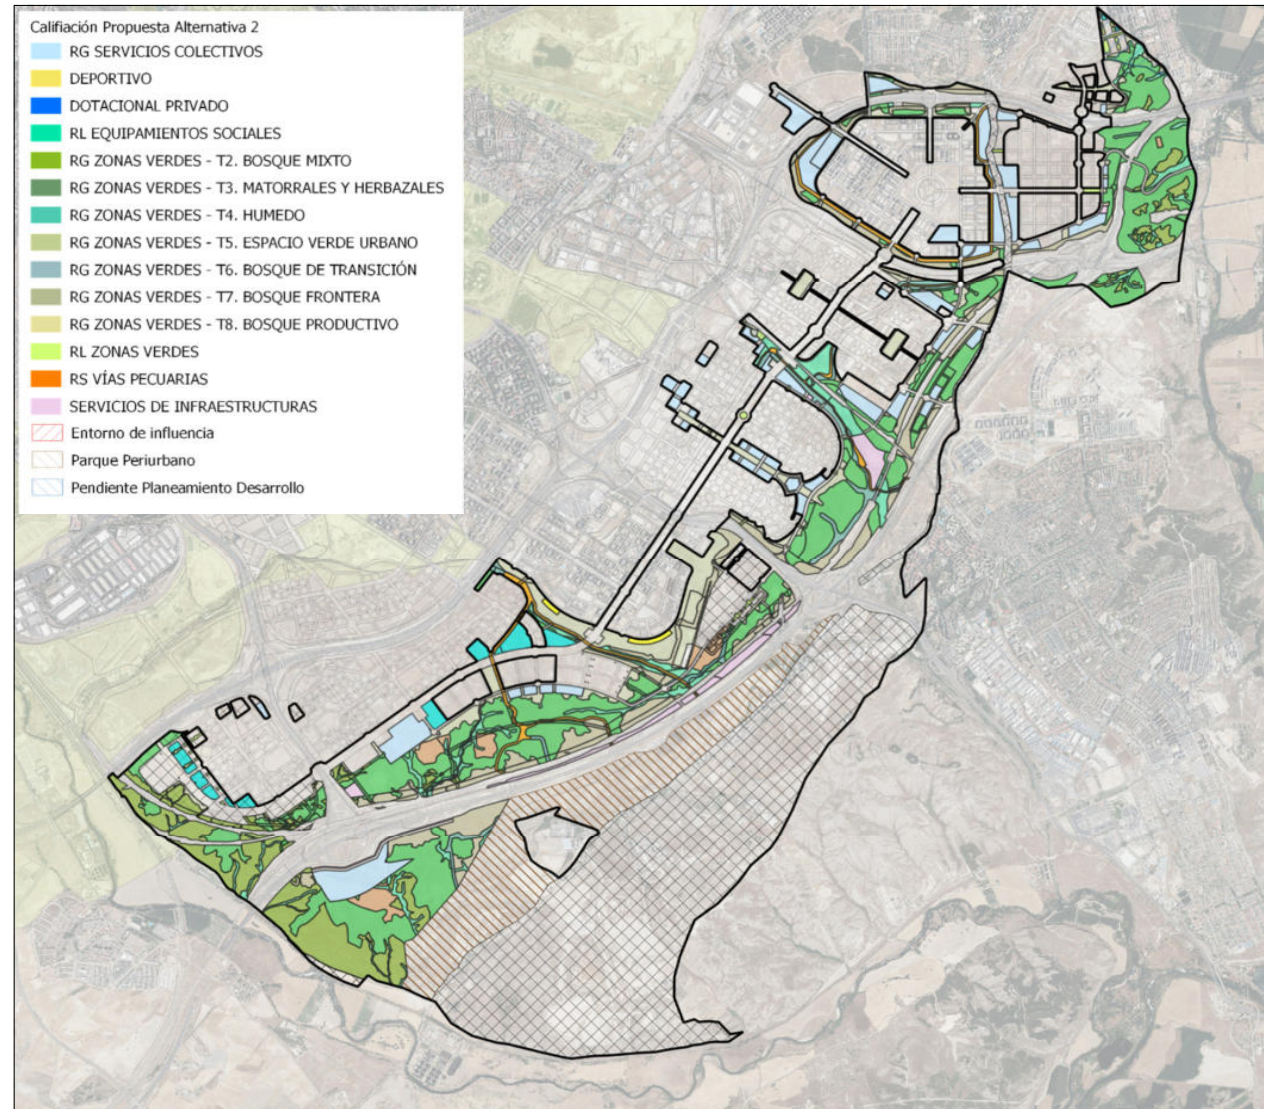 Califiación Propuesta Alternativa 2
RG SERVICIOS COLECTIVOS
DEPORTIVO
DOTACIONAL PRIVADO
RL EQUIPAMIENTOS SOCIALES
RG ZONAS VERDES - T2. BOSQUE MIXTO
RG ZONAS VERDES - T3. MATORRALES Y HERBAZALES
RG ZONAS VERDES - T4. HUMEDO
RG ZONAS VERDES - T5. ESPACIO VERDE URBANO
RG ZONAS VERDES - T6. BOSQUE DE TRANSICIÓN
RG ZONAS VERDES - T7. BOSQUE FRONTERA
RG ZONAS VERDES - T8. BOSQUE PRODUCTIVO
RL ZONAS VERDES
RS VÍAS PECUARIAS
SERVICIOS DE INFRAESTRUCTURAS
Entorno de influencia
Parque Periurbano
Pendiente Planeamiento Desarrollo